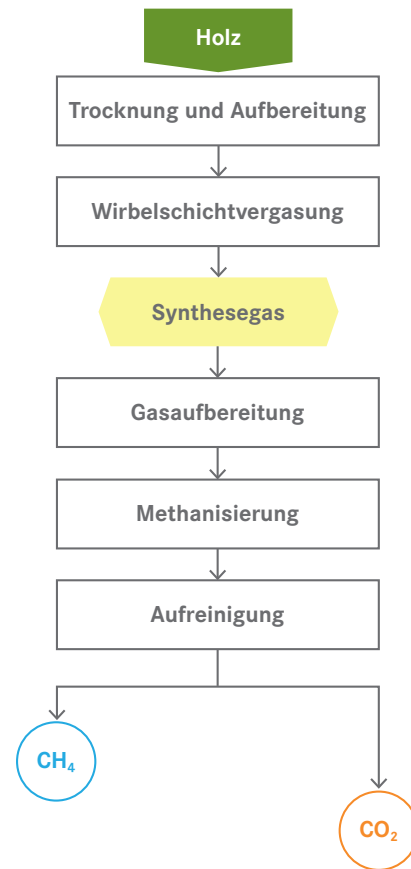 Holz
Trocknung und Aufbereitung
Wirbelschichtvergasung
Synthesegas
Gasaufbereitung
Methanisierung
Aufreinigung
CH₄
CO₂